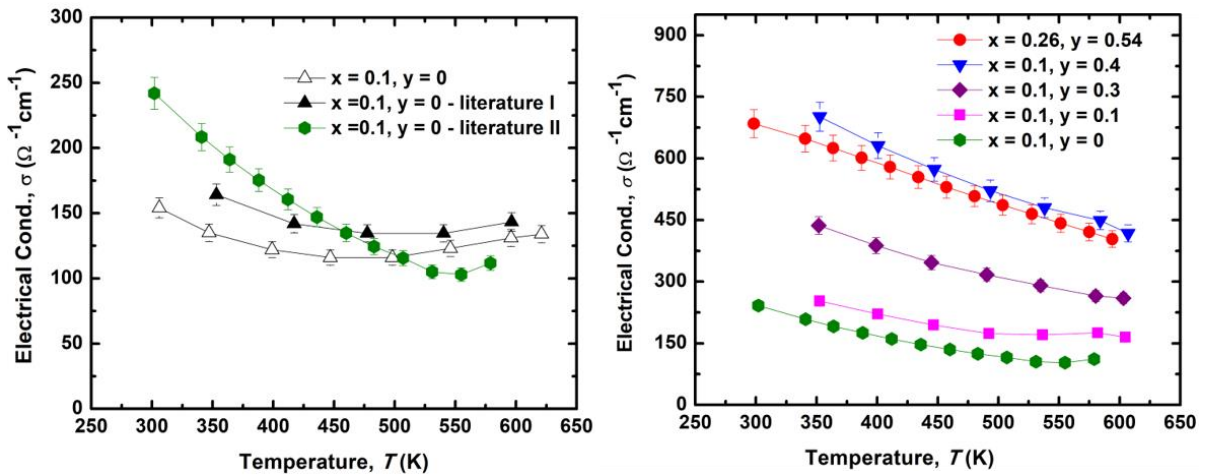 300
250
200
150
100
50
0
250 300 350 400 450 500 550 600 650
Electrical Cond., σ (Ω⁻¹cm⁻¹)
Temperature, T (K)
x = 0.1, y = 0
x =0.1, y = 0 - literature I
x =0.1, y = 0 - literature II
900
750
600
450
300
150
0
250 300 350 400 450 500 550 600 650
Electrical Cond., σ (Ω⁻¹cm⁻¹)
Temperature, T (K)
x = 0.26, y = 0.54
x = 0.1, y = 0.4
x = 0.1, y = 0.3
x = 0.1, y = 0.1
x = 0.1, y = 0